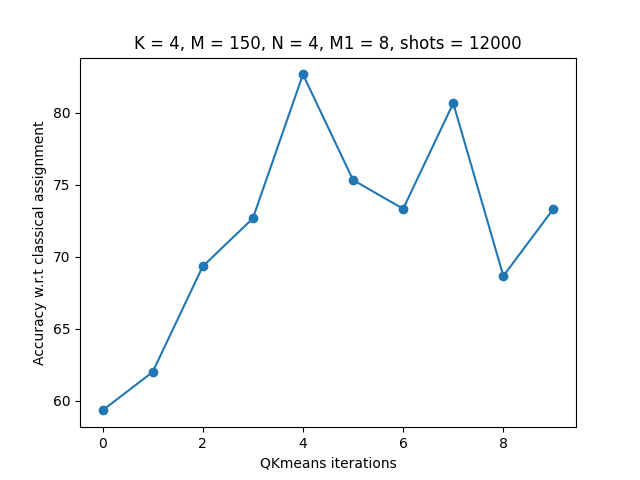 K = 4, M = 150, N = 4, M1 = 8, shots = 12000
Accuracy w.r.t classical assignment
80
75
70
65
60
0 2 4 6 8
QKmeans iterations